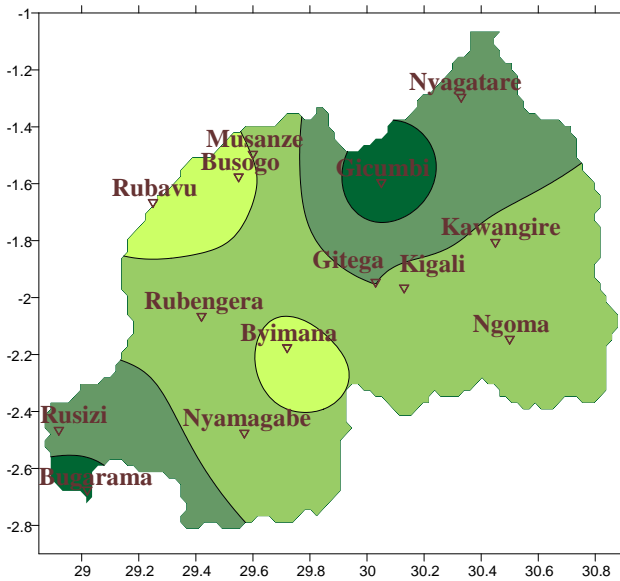 -1
-1.2
Nyagatare
-1.4
Musanze
Busogo
Gicumbi
-1.6
Rubavu
Kawangire
-1.8
Gitega
Kigali
-2
Rubengera
Ngoma
Byimana
-2.2
-2.4
Rusizi
Nyamagabe
-2.6
Bugarama
-2.8
29 29.2 29.4 29.6 29.8 30 30.2 30.4 30.6 30.8